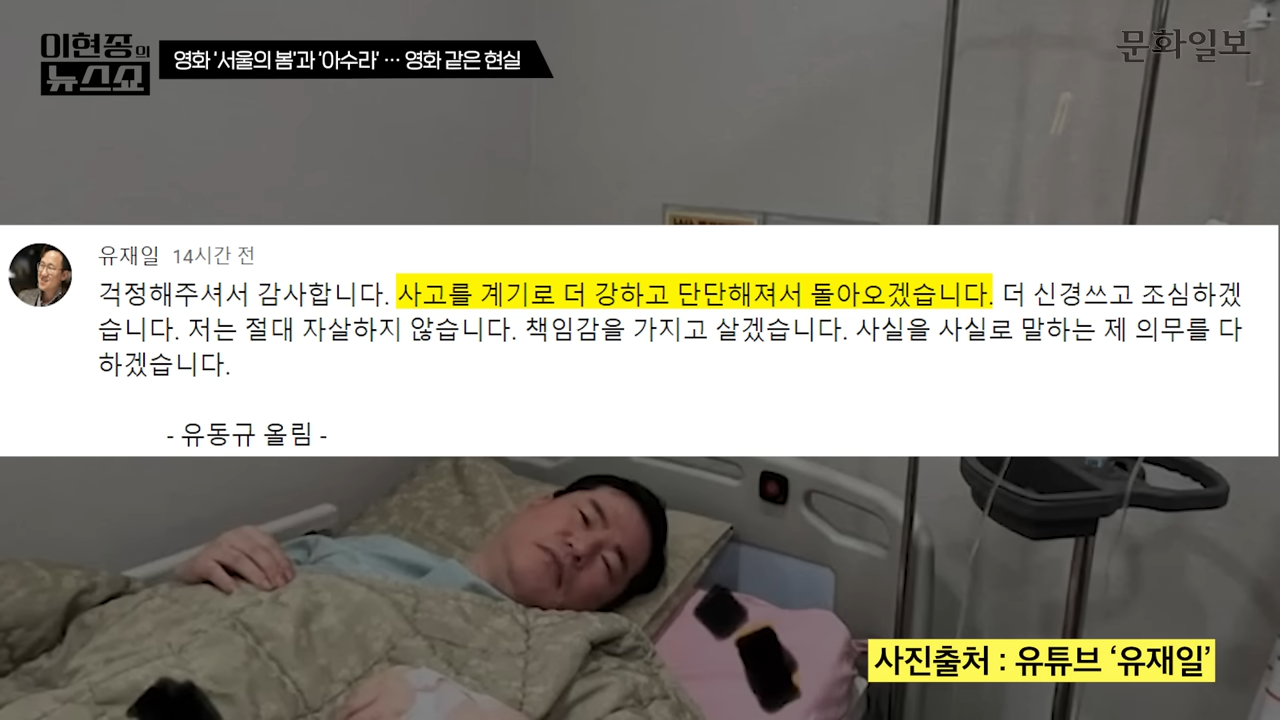 이현종의
뉴스쇼
영화 '서울의 봄'과 '아수라' … 영화 같은 현실
문화일보
유재일 14시간 전
걱정해주셔서 감사합니다. 사고를 계기로 더 강하고 단단해져서 돌아오겠습니다. 더 신경쓰고 조심하겠
습니다. 저는 절대 자살하지 않습니다. 책임감을 가지고 살겠습니다. 사실을 사실로 말하는 제 의무를 다
하겠습니다.
- 유동규 올림 -
사진출처 : 유튜브 ‘유재일’